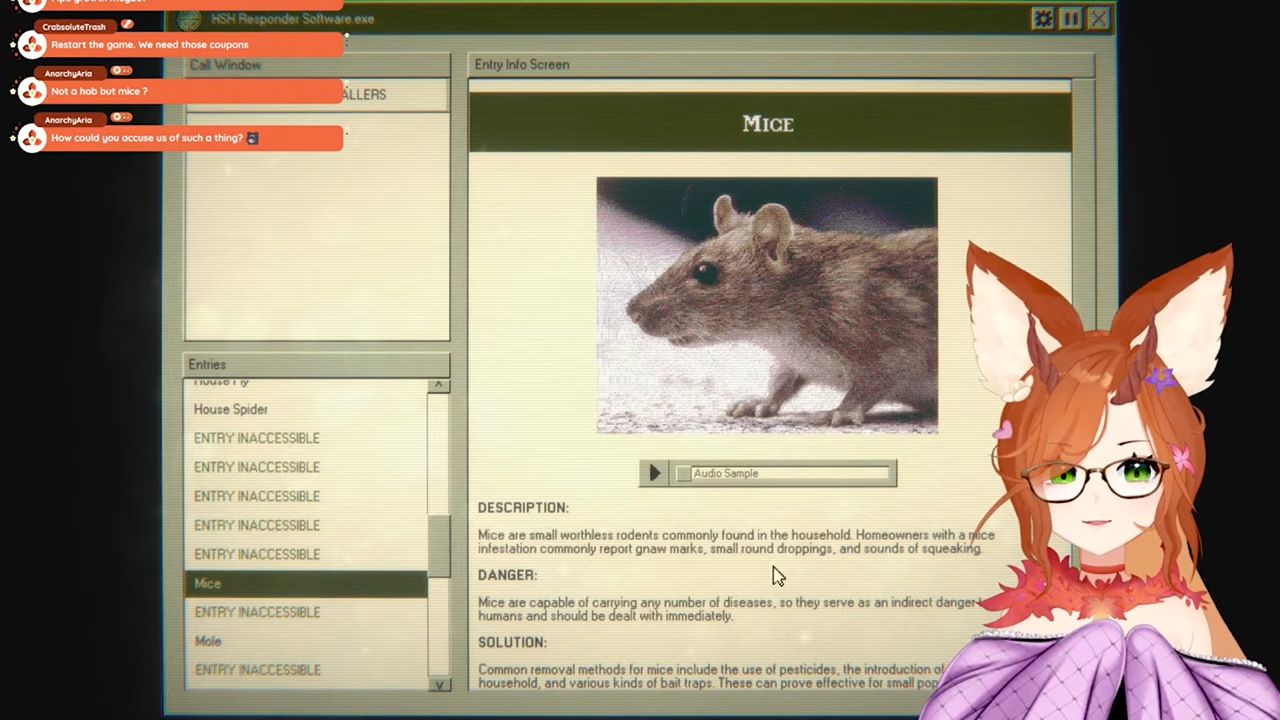 CrabsoluteTrash
Restart the game. We need those coupons
AnarchyAria
Not a hob but mice ?
AnarchyAria
How could you accuse us of such a thing?
HSH Responder Software.exe
Call Window
ALLERS
Entries
House Fly
House Spider
ENTRY INACCESSIBLE
ENTRY INACCESSIBLE
ENTRY INACCESSIBLE
ENTRY INACCESSIBLE
ENTRY INACCESSIBLE
Mice
ENTRY INACCESSIBLE
Mole
ENTRY INACCESSIBLE
Entry Info Screen
Mice
Audio Sample
DESCRIPTION:
Mice are small worthless rodents commonly found in the household. Homeowners with a mice
infestation commonly report gnaw marks, small round droppings, and sounds of squeaking.
DANGER:
Mice are capable of carrying any number of diseases, so they serve as an indirect danger
humans and should be dealt with immediately.
SOLUTION:
Common removal methods for mice include the use of pesticides, the introduction of
household, and various kinds of bait traps. These can prove effective for small pop